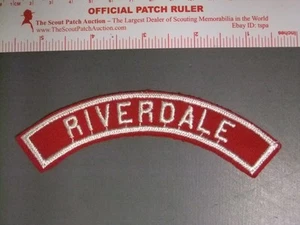 OFFICIAL PATCH RULER
The Scout Patch Auction - The Largest Dealer of Scouting Memorabilia in the World
www.TheScoutPatchAuction.com
Ebay ID: tspa
RIVERDALE